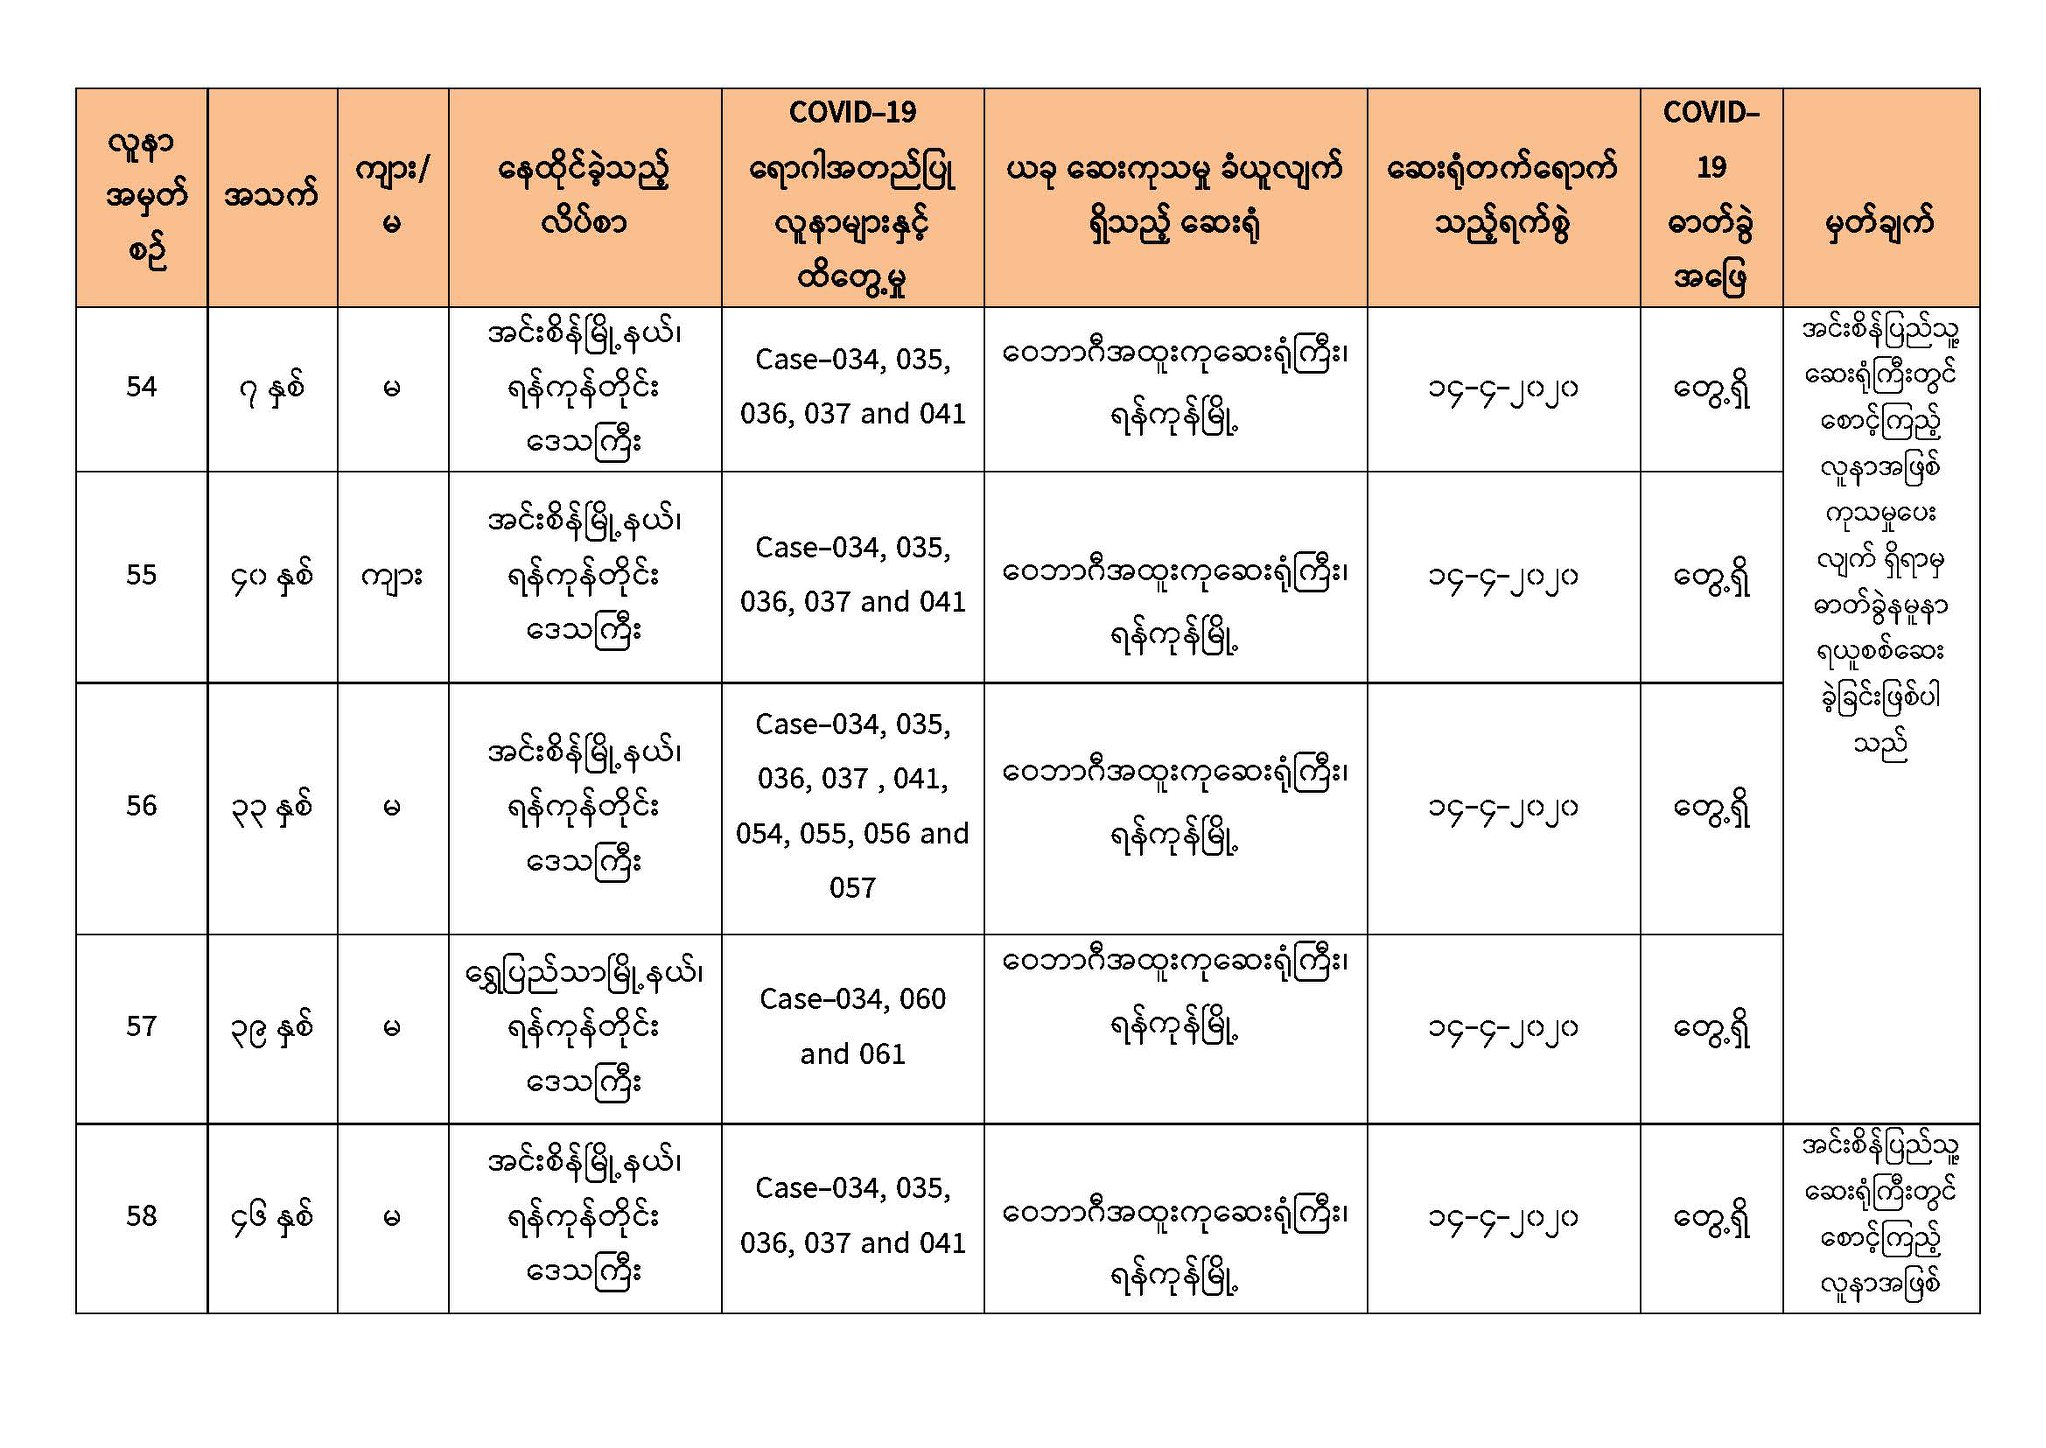 လူနာ
အမှတ်
စဉ်
အသက်
ကျား/
မ
နေထိုင်ခဲ့သည့်
လိပ်စာ
COVID–19
ရောဂါအတည်ပြု
လူနာများနှင့်
ထိတွေ့မှု
ယခု ဆေးကုသမှု ခံယူလျက်
ရှိသည့် ဆေးရုံ
ဆေးရုံတက်ရောက်
သည့်ရက်စွဲ
COVID–
19
ဓာတ်ခွဲ
အဖြေ
မှတ်ချက်
54
၇ နှစ်
မ
အင်းစိန်မြို့နယ်၊
ရန်ကုန်တိုင်း
ဒေသကြီး
Case–034, 035,
036, 037 and 041
ဝေဘာဂီအထူးကုဆေးရုံကြီး၊
ရန်ကုန်မြို့
၁၄-၄-၂၀၂၀
တွေ့ရှိ
အင်းစိန်ပြည်သူ့
ဆေးရုံကြီးတွင်
စောင့်ကြည့်
လူနာအဖြစ်
ကုသမှုပေး
လျက် ရှိရာမှ
ဓာတ်ခွဲနမူနာ
ရယူစစ်ဆေး
ခဲ့ခြင်းဖြစ်ပါ
သည်
55
၄၀ နှစ်
ကျား
အင်းစိန်မြို့နယ်၊
ရန်ကုန်တိုင်း
ဒေသကြီး
Case–034, 035,
036, 037 and 041
ဝေဘာဂီအထူးကုဆေးရုံကြီး၊
ရန်ကုန်မြို့
၁၄-၄-၂၀၂၀
တွေ့ရှိ
56
၃၃ နှစ်
မ
အင်းစိန်မြို့နယ်၊
ရန်ကုန်တိုင်း
ဒေသကြီး
Case–034, 035,
036, 037 , 041,
054, 055, 056 and
057
ဝေဘာဂီအထူးကုဆေးရုံကြီး၊
ရန်ကုန်မြို့
၁၄-၄-၂၀၂၀
တွေ့ရှိ
57
၃၉ နှစ်
မ
ရွှေပြည်သာမြို့နယ်၊
ရန်ကုန်တိုင်း
ဒေသကြီး
Case–034, 060
and 061
ဝေဘာဂီအထူးကုဆေးရုံကြီး၊
ရန်ကုန်မြို့
၁၄-၄-၂၀၂၀
တွေ့ရှိ
58
၄၆ နှစ်
မ
အင်းစိန်မြို့နယ်၊
ရန်ကုန်တိုင်း
ဒေသကြီး
Case–034, 035,
036, 037 and 041
ဝေဘာဂီအထူးကုဆေးရုံကြီး၊
ရန်ကုန်မြို့
၁၄-၄-၂၀၂၀
တွေ့ရှိ
အင်းစိန်ပြည်သူ့
ဆေးရုံကြီးတွင်
စောင့်ကြည့်
လူနာအဖြစ်